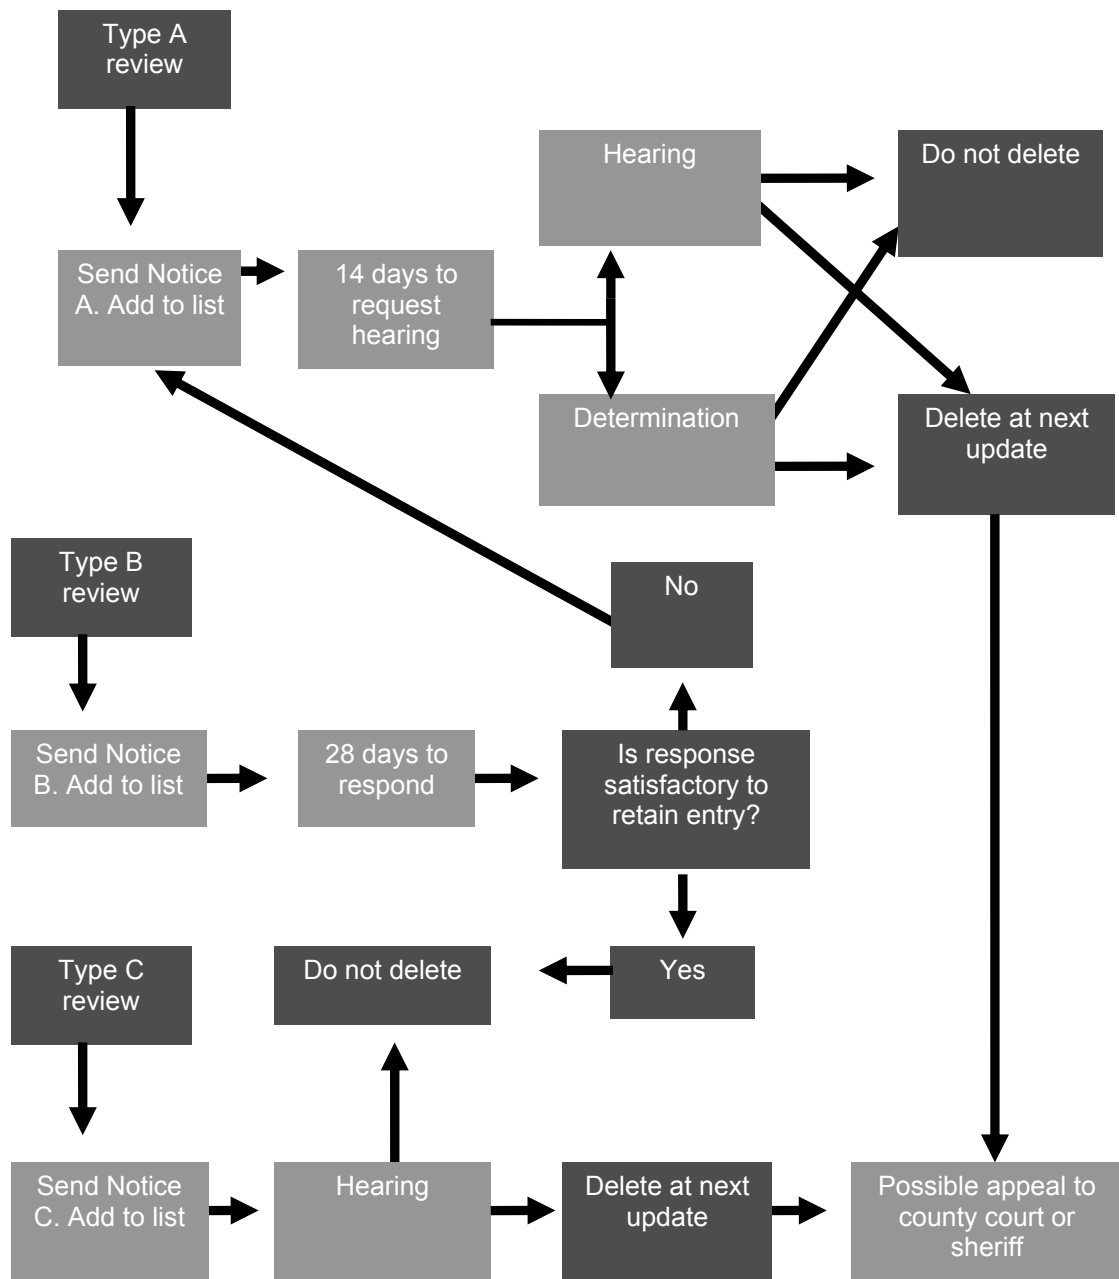 Type A
review
Hearing
Do not delete
Send Notice
A. Add to list
14 days to
request
hearing
Determination
Delete at next
update
Type B
review
No
Send Notice
B. Add to list
28 days to
respond
Is response
satisfactory to
retain entry?
Type C
review
Do not delete
Yes
Send Notice
C. Add to list
Hearing
Delete at next
update
Possible appeal to
county court or
sheriff